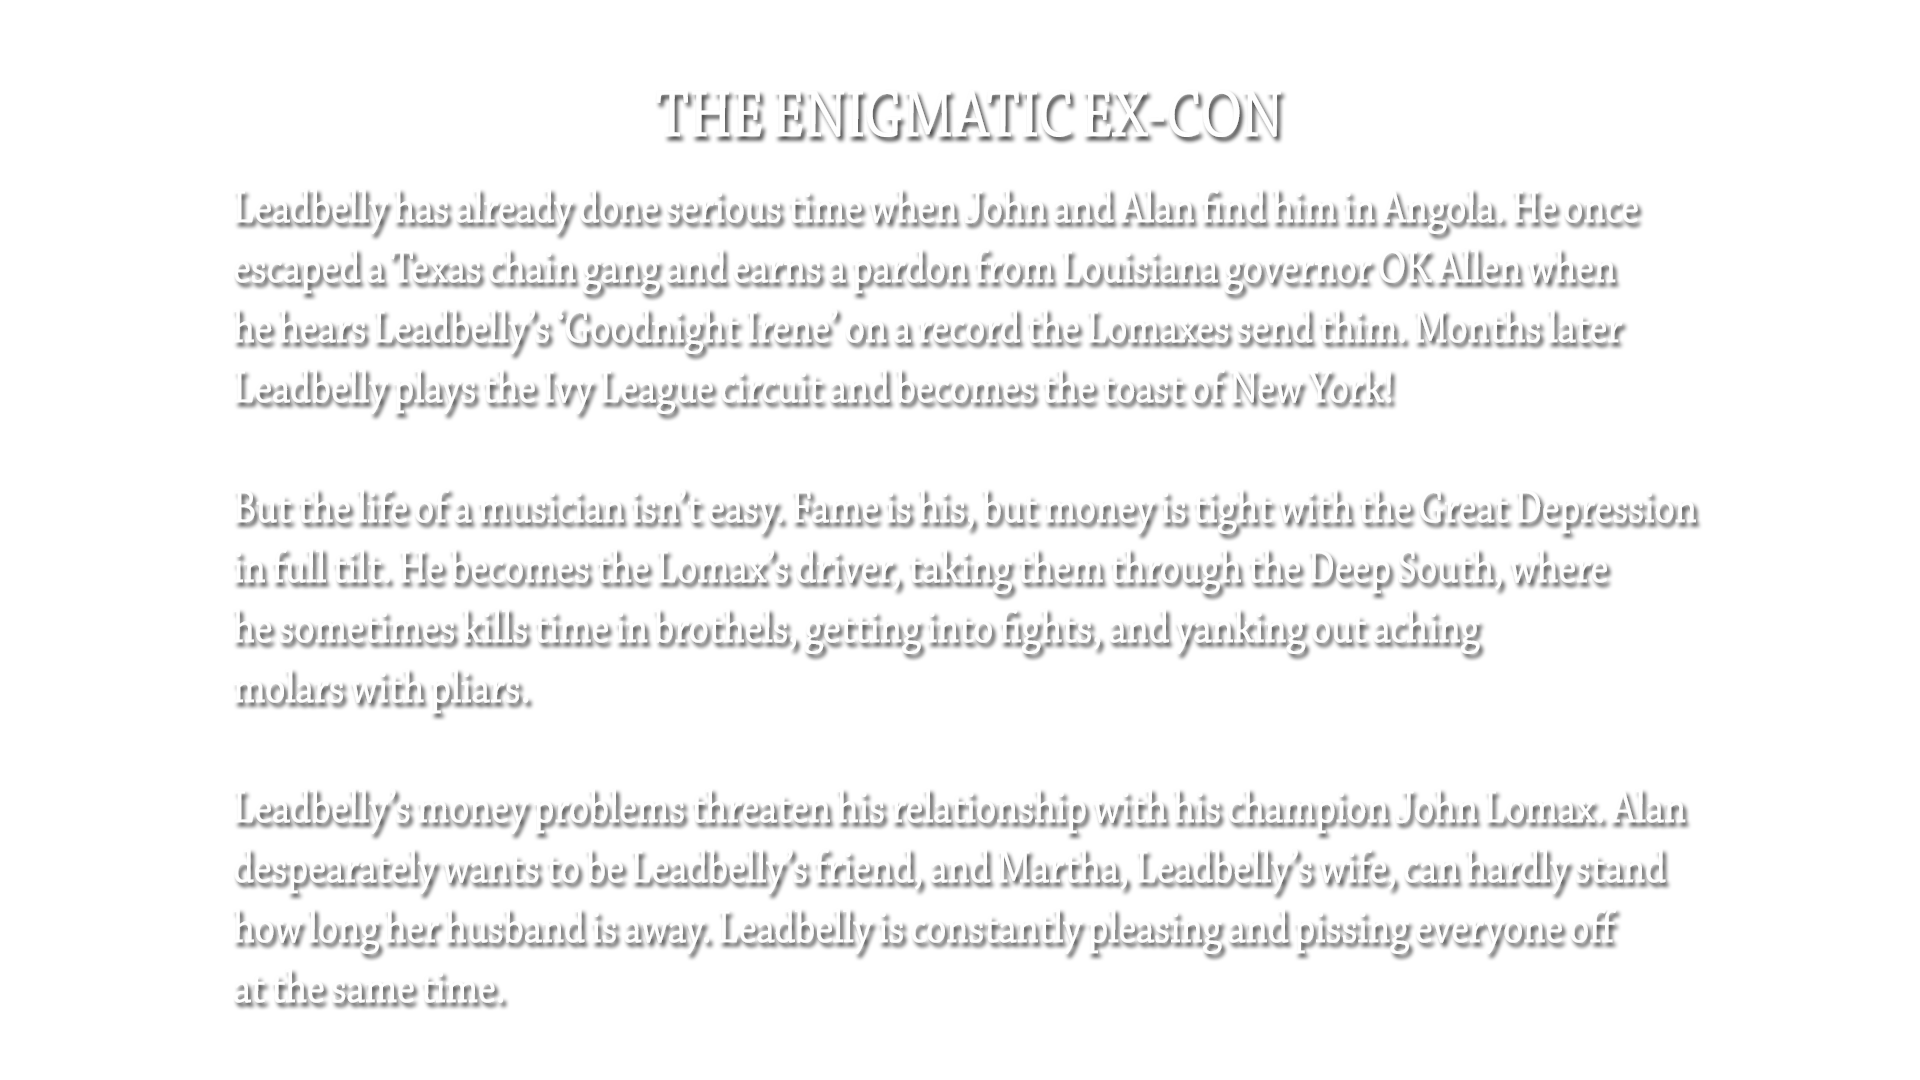 THE ENIGMATIC EX-CON
Leadbelly has already done serious time when John and Alan find him in Angola. He once
escaped a Texas chain gang and earns a pardon from Louisiana governor OK Allen when
he hears Leadbelly’s ‘Goodnight Irene’ on a record the Lomaxes send thim. Months later
Leadbelly plays the Ivy League circuit and becomes the toast of New York!
But the life of a musician isn’t easy. Fame is his, but money is tight with the Great Depression
in full tilt. He becomes the Lomax’s driver, taking them through the Deep South, where
he sometimes kills time in brothels, getting into fights, and yanking out aching
molars with pliars.
Leadbelly’s money problems threaten his relationship with his champion John Lomax. Alan
despearately wants to be Leadbelly’s friend, and Martha, Leadbelly’s wife, can hardly stand
how long her husband is away. Leadbelly is constantly pleasing and pissing everyone off
at the same time.